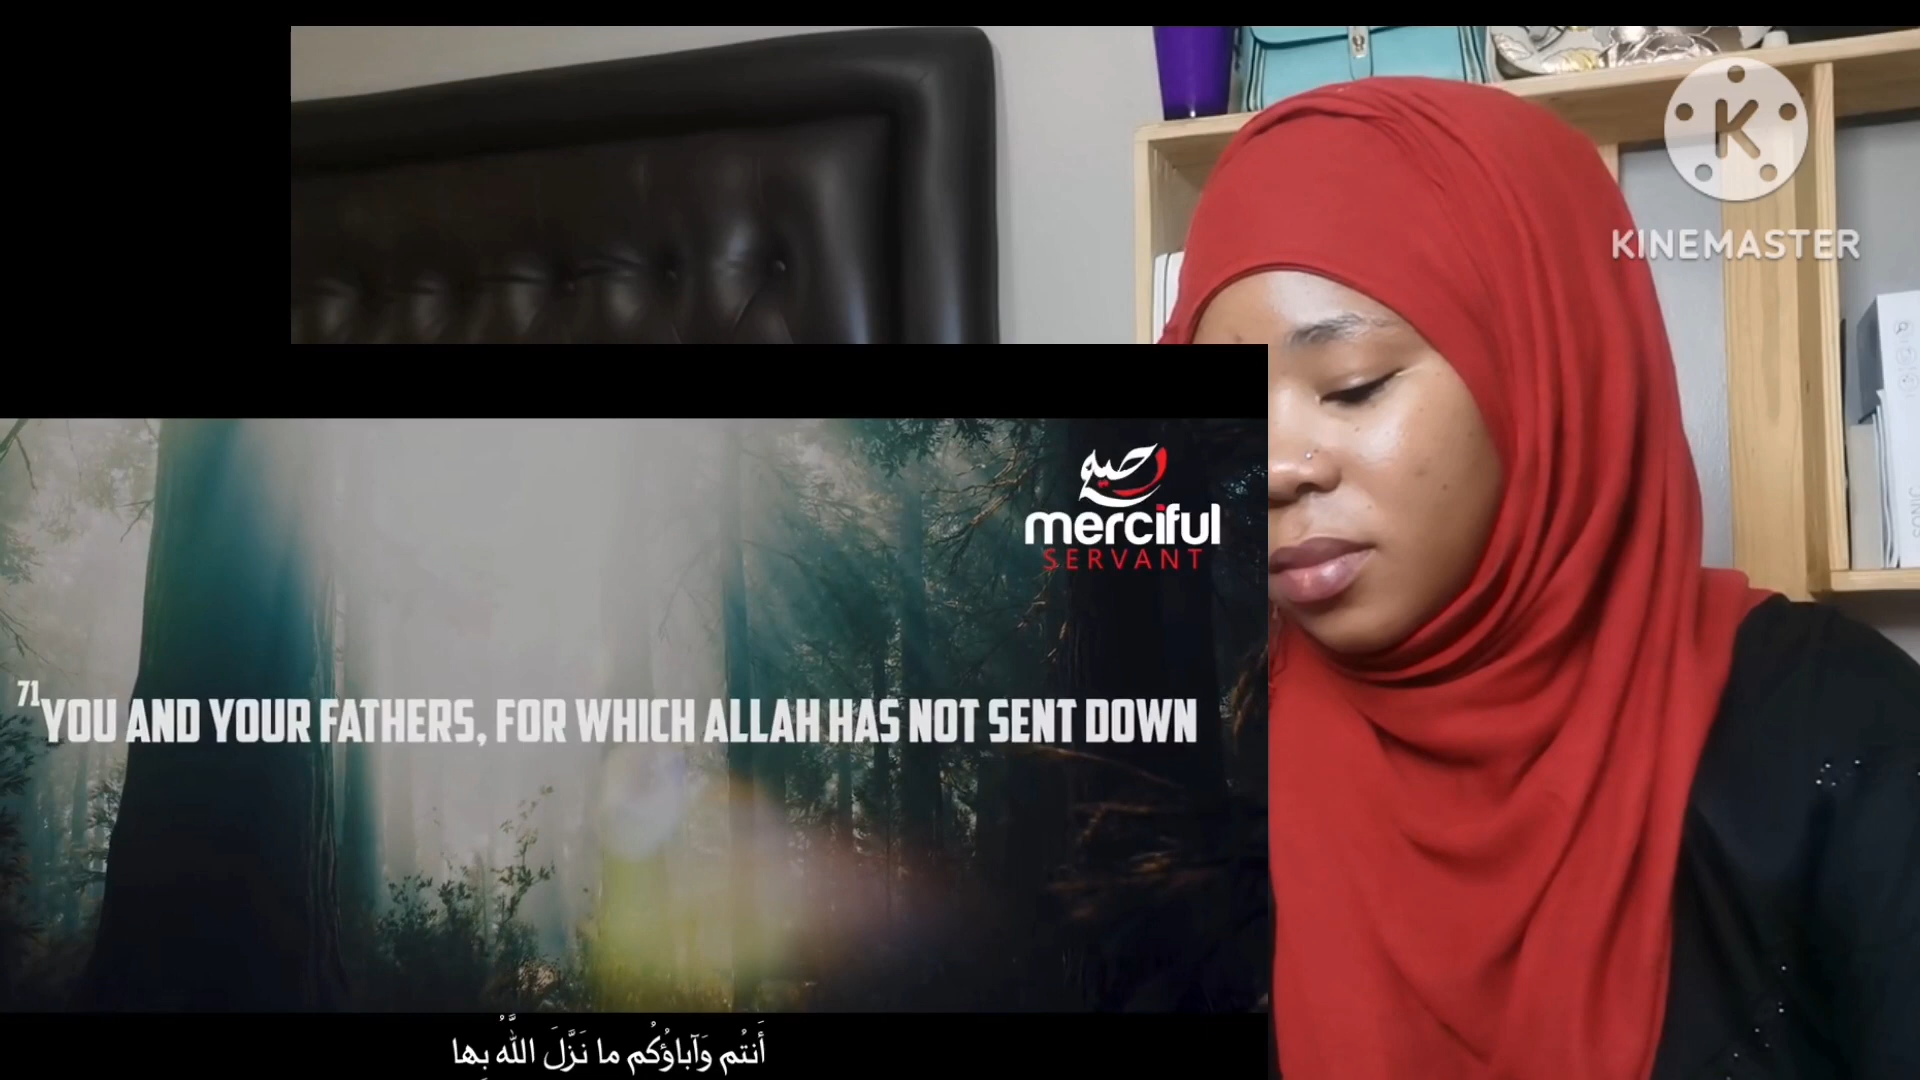 KINEMASTER
رحيم
merciful
SERVANT
71 YOU AND YOUR FATHERS, FOR WHICH ALLAH HAS NOT SENT DOWN
أَنتُم وَآباؤُكُم ما نَزَّلَ اللَّهُ بِها